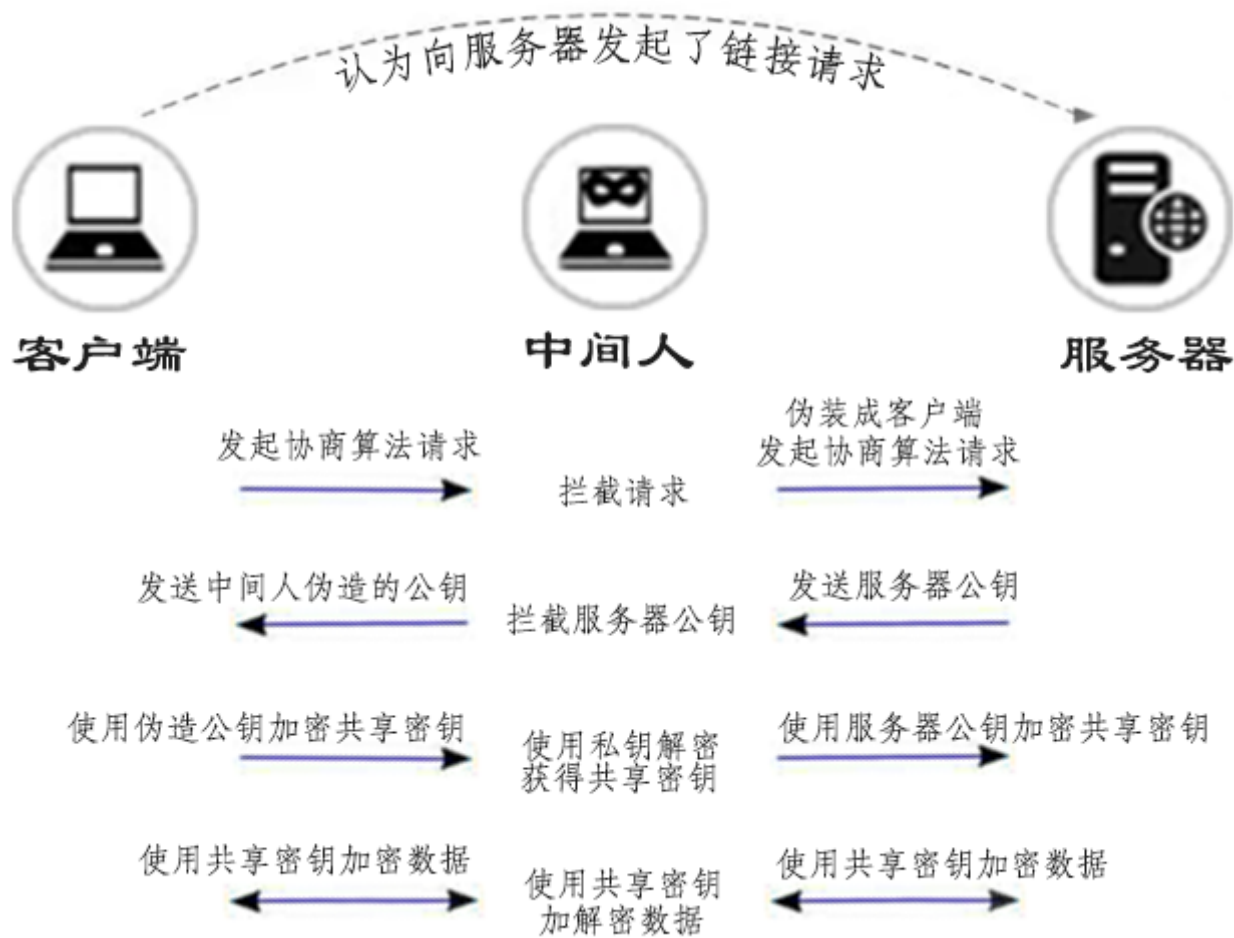 认为向服务器发起了链接请求
客户端
中间人
服务器
发起协商算法请求
拦截请求
伪装成客户端
发起协商算法请求
发送中间人伪造的公钥
拦截服务器公钥
发送服务器公钥
使用伪造公钥加密共享密钥
使用私钥解密
获得共享密钥
使用服务器公钥加密共享密钥
使用共享密钥加密数据
使用共享密钥
加解密数据
使用共享密钥加密数据